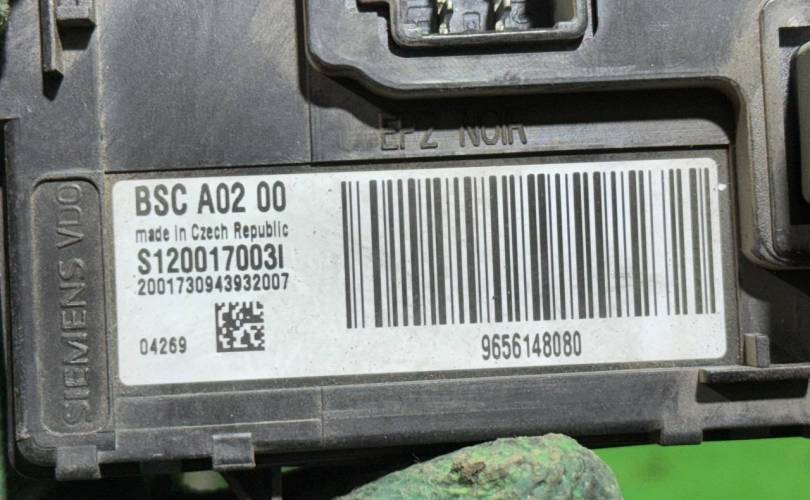 EP2 NOIR
SIEMENS VDO
BSC A02 00
made in Czech Republic
S120017003I
2001730943932007
04269
9656148080